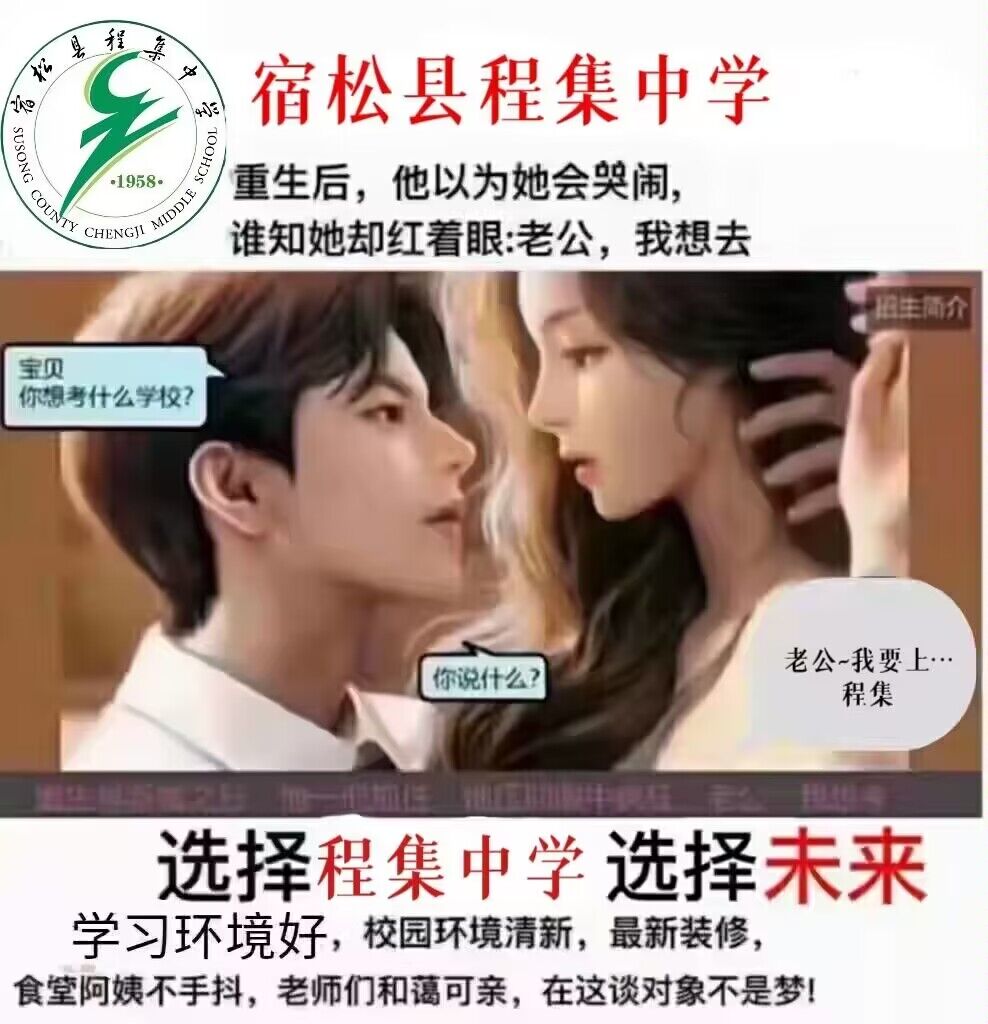 宿松县程集中学
SUSONG COUNTY CHENGJI MIDDLE SCHOOL
·1958·
宿松县程集中学
重生后，他以为她会哭闹，
谁知她却红着眼:老公，我想去
招生简介
宝贝
你想考什么学校?
你说什么?
老公~我要上…
程集
选择程集中学 选择未来
学习环境好，校园环境清新，最新装修，
食堂阿姨不手抖，老师们和蔼可亲，在这谈对象不是梦!